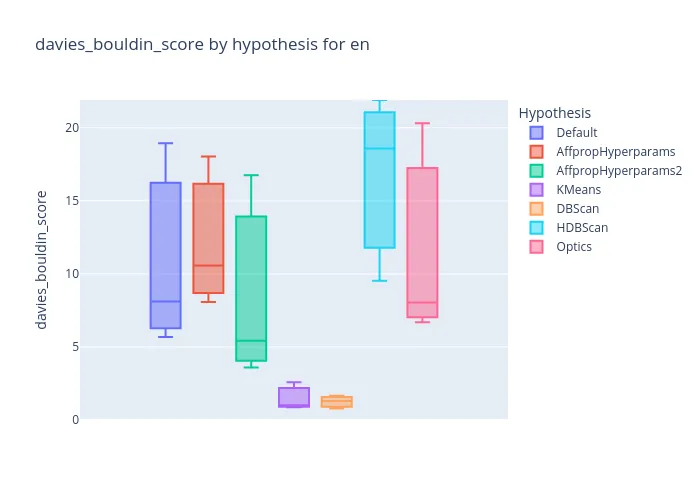 davies_bouldin_score by hypothesis for en
Hypothesis
Default
AffpropHyperparams
AffpropHyperparams2
KMeans
DBScan
HDBScan
Optics
davies_bouldin_score
20
15
10
5
0